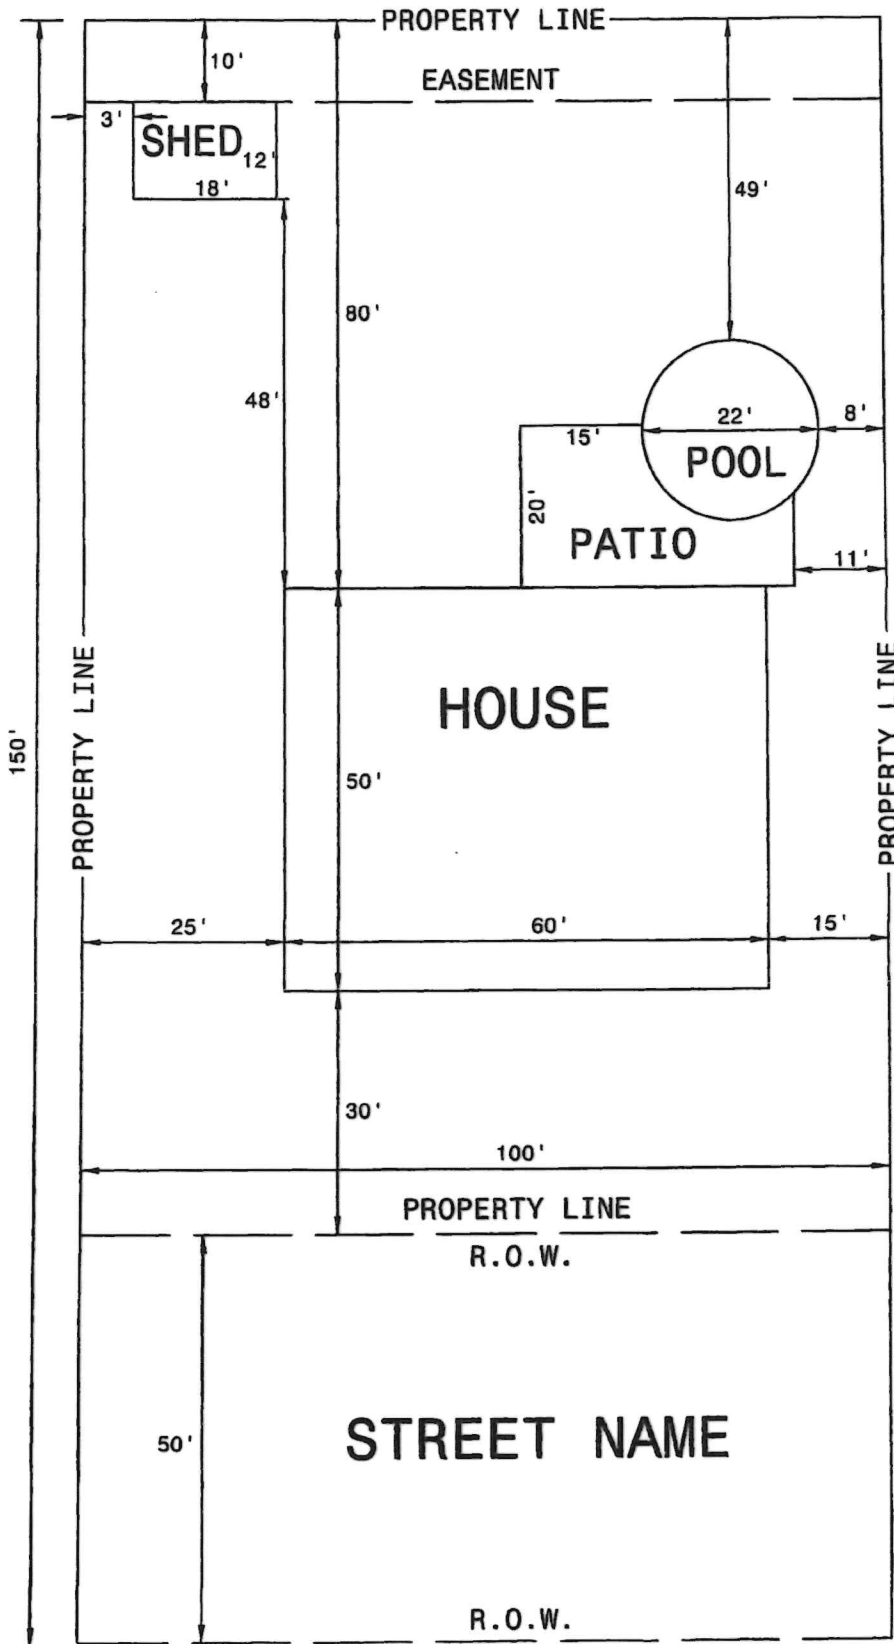 PROPERTY LINE
10'
EASEMENT
3'
SHED
12'
18'
49'
80'
48'
22'
8'
15'
POOL
20'
PATIO
11'
HOUSE
PROPERTY LINE
PROPERTY LINE
150'
50'
25'
60'
15'
30'
100'
PROPERTY LINE
R.O.W.
50'
STREET NAME
R.O.W.